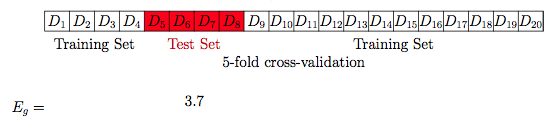 D₁ D₂ D₃ D₄ D₅ D₆ D₇ D₈ D₉ D₁₀ D₁₁ D₁₂ D₁₃ D₁₄ D₁₅ D₁₆ D₁₇ D₁₈ D₁₉ D₂₀
Training Set Test Set Training Set
5-fold cross-validation
3.7
E_g =